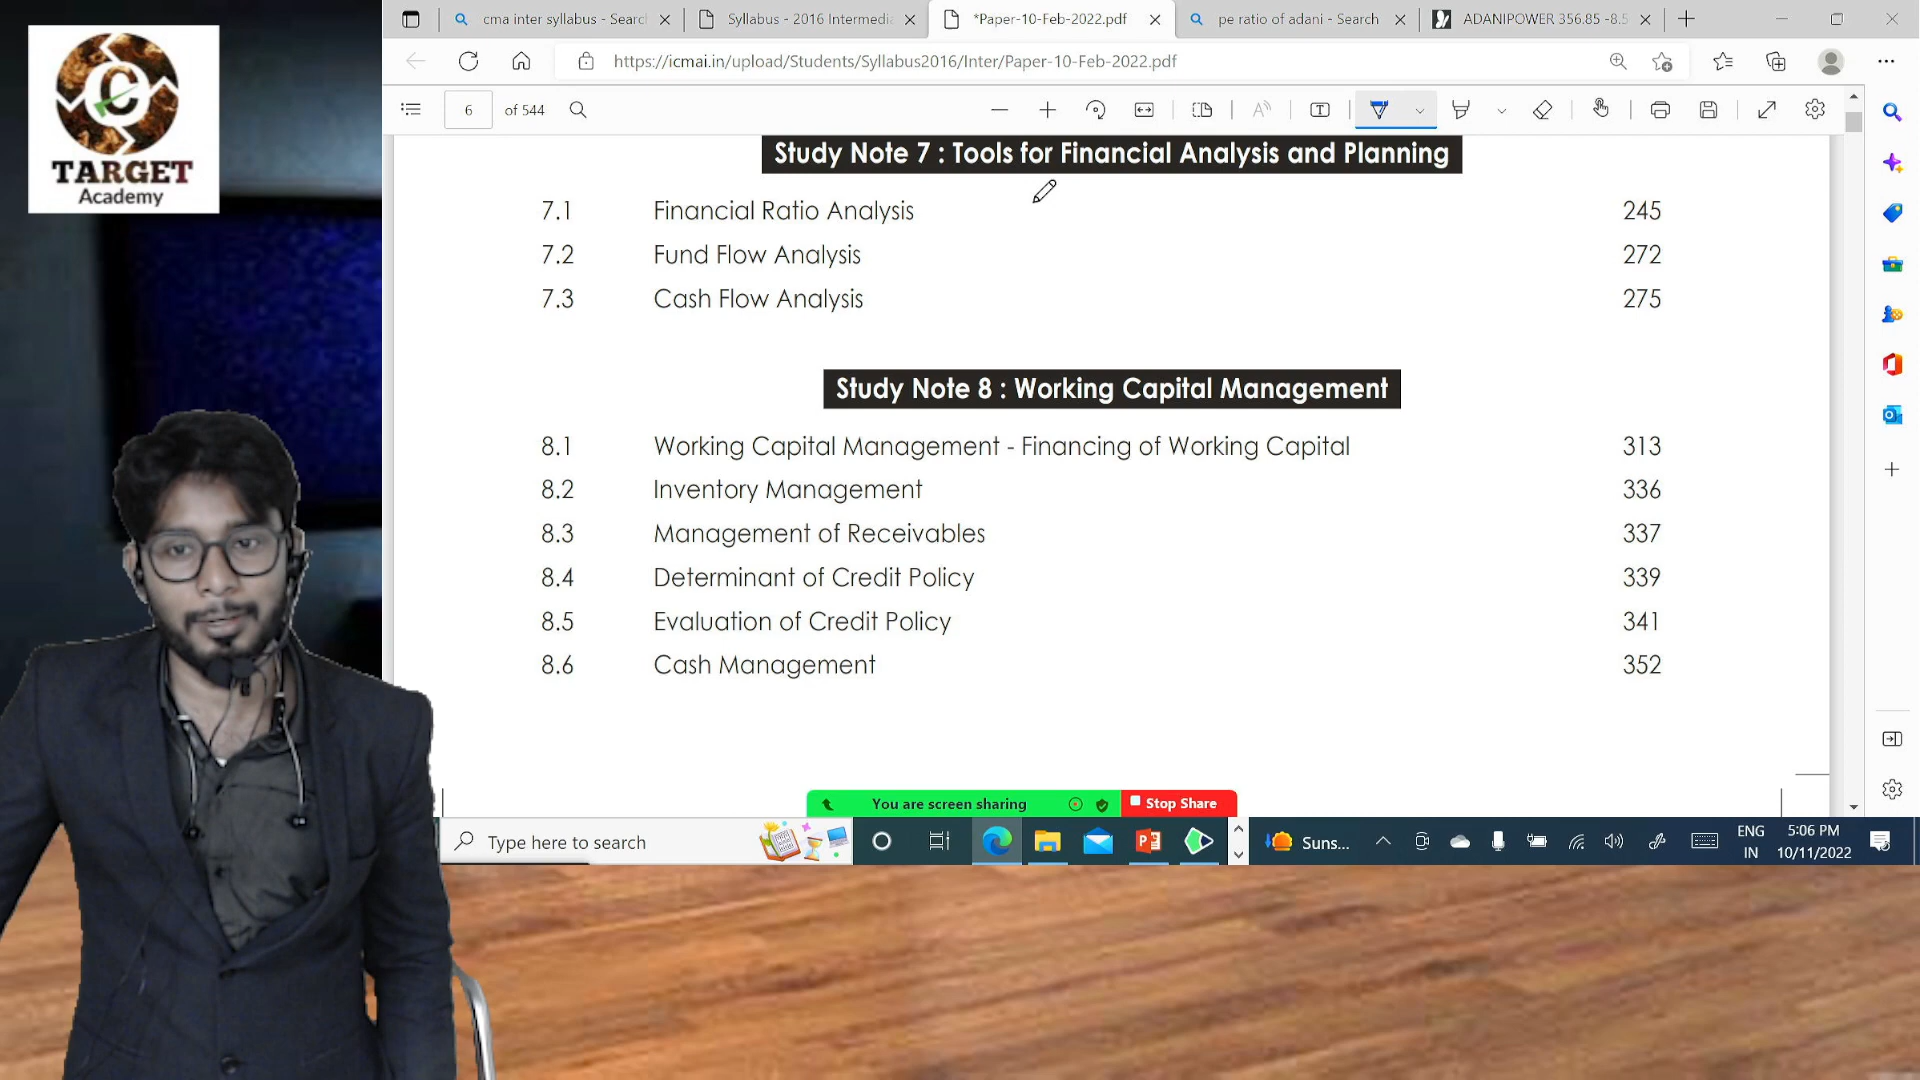 cma inter syllabus - Searc
Syllabus - 2016 Intermedi
*Paper-10-Feb-2022.pdf
pe ratio of adani - Search
ADANIPOWER 356.85 -8.5
https://icmai.in/upload/Students/Syllabus2016/Inter/Paper-10-Feb-2022.pdf
6 of 544
C
TARGET
Academy
Study Note 7 : Tools for Financial Analysis and Planning
7.1 Financial Ratio Analysis 245
7.2 Fund Flow Analysis 272
7.3 Cash Flow Analysis 275
Study Note 8 : Working Capital Management
8.1 Working Capital Management - Financing of Working Capital 313
8.2 Inventory Management 336
8.3 Management of Receivables 337
8.4 Determinant of Credit Policy 339
8.5 Evaluation of Credit Policy 341
8.6 Cash Management 352
You are screen sharing Stop Share
Type here to search
Suns...
ENG
IN
5:06 PM
10/11/2022